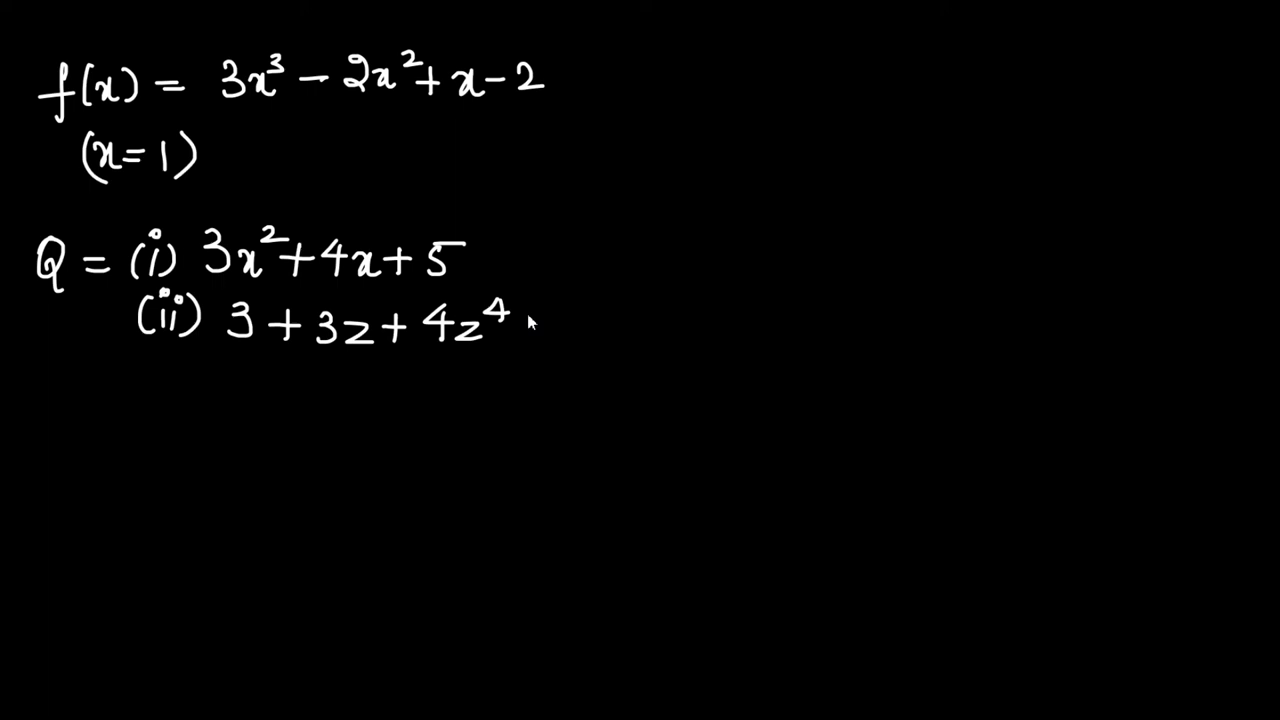 f(x) = 3x³ - 2x² + x - 2
(x = 1)
Q = (i) 3x² + 4x + 5
(ii) 3 + 3z + 4z⁴